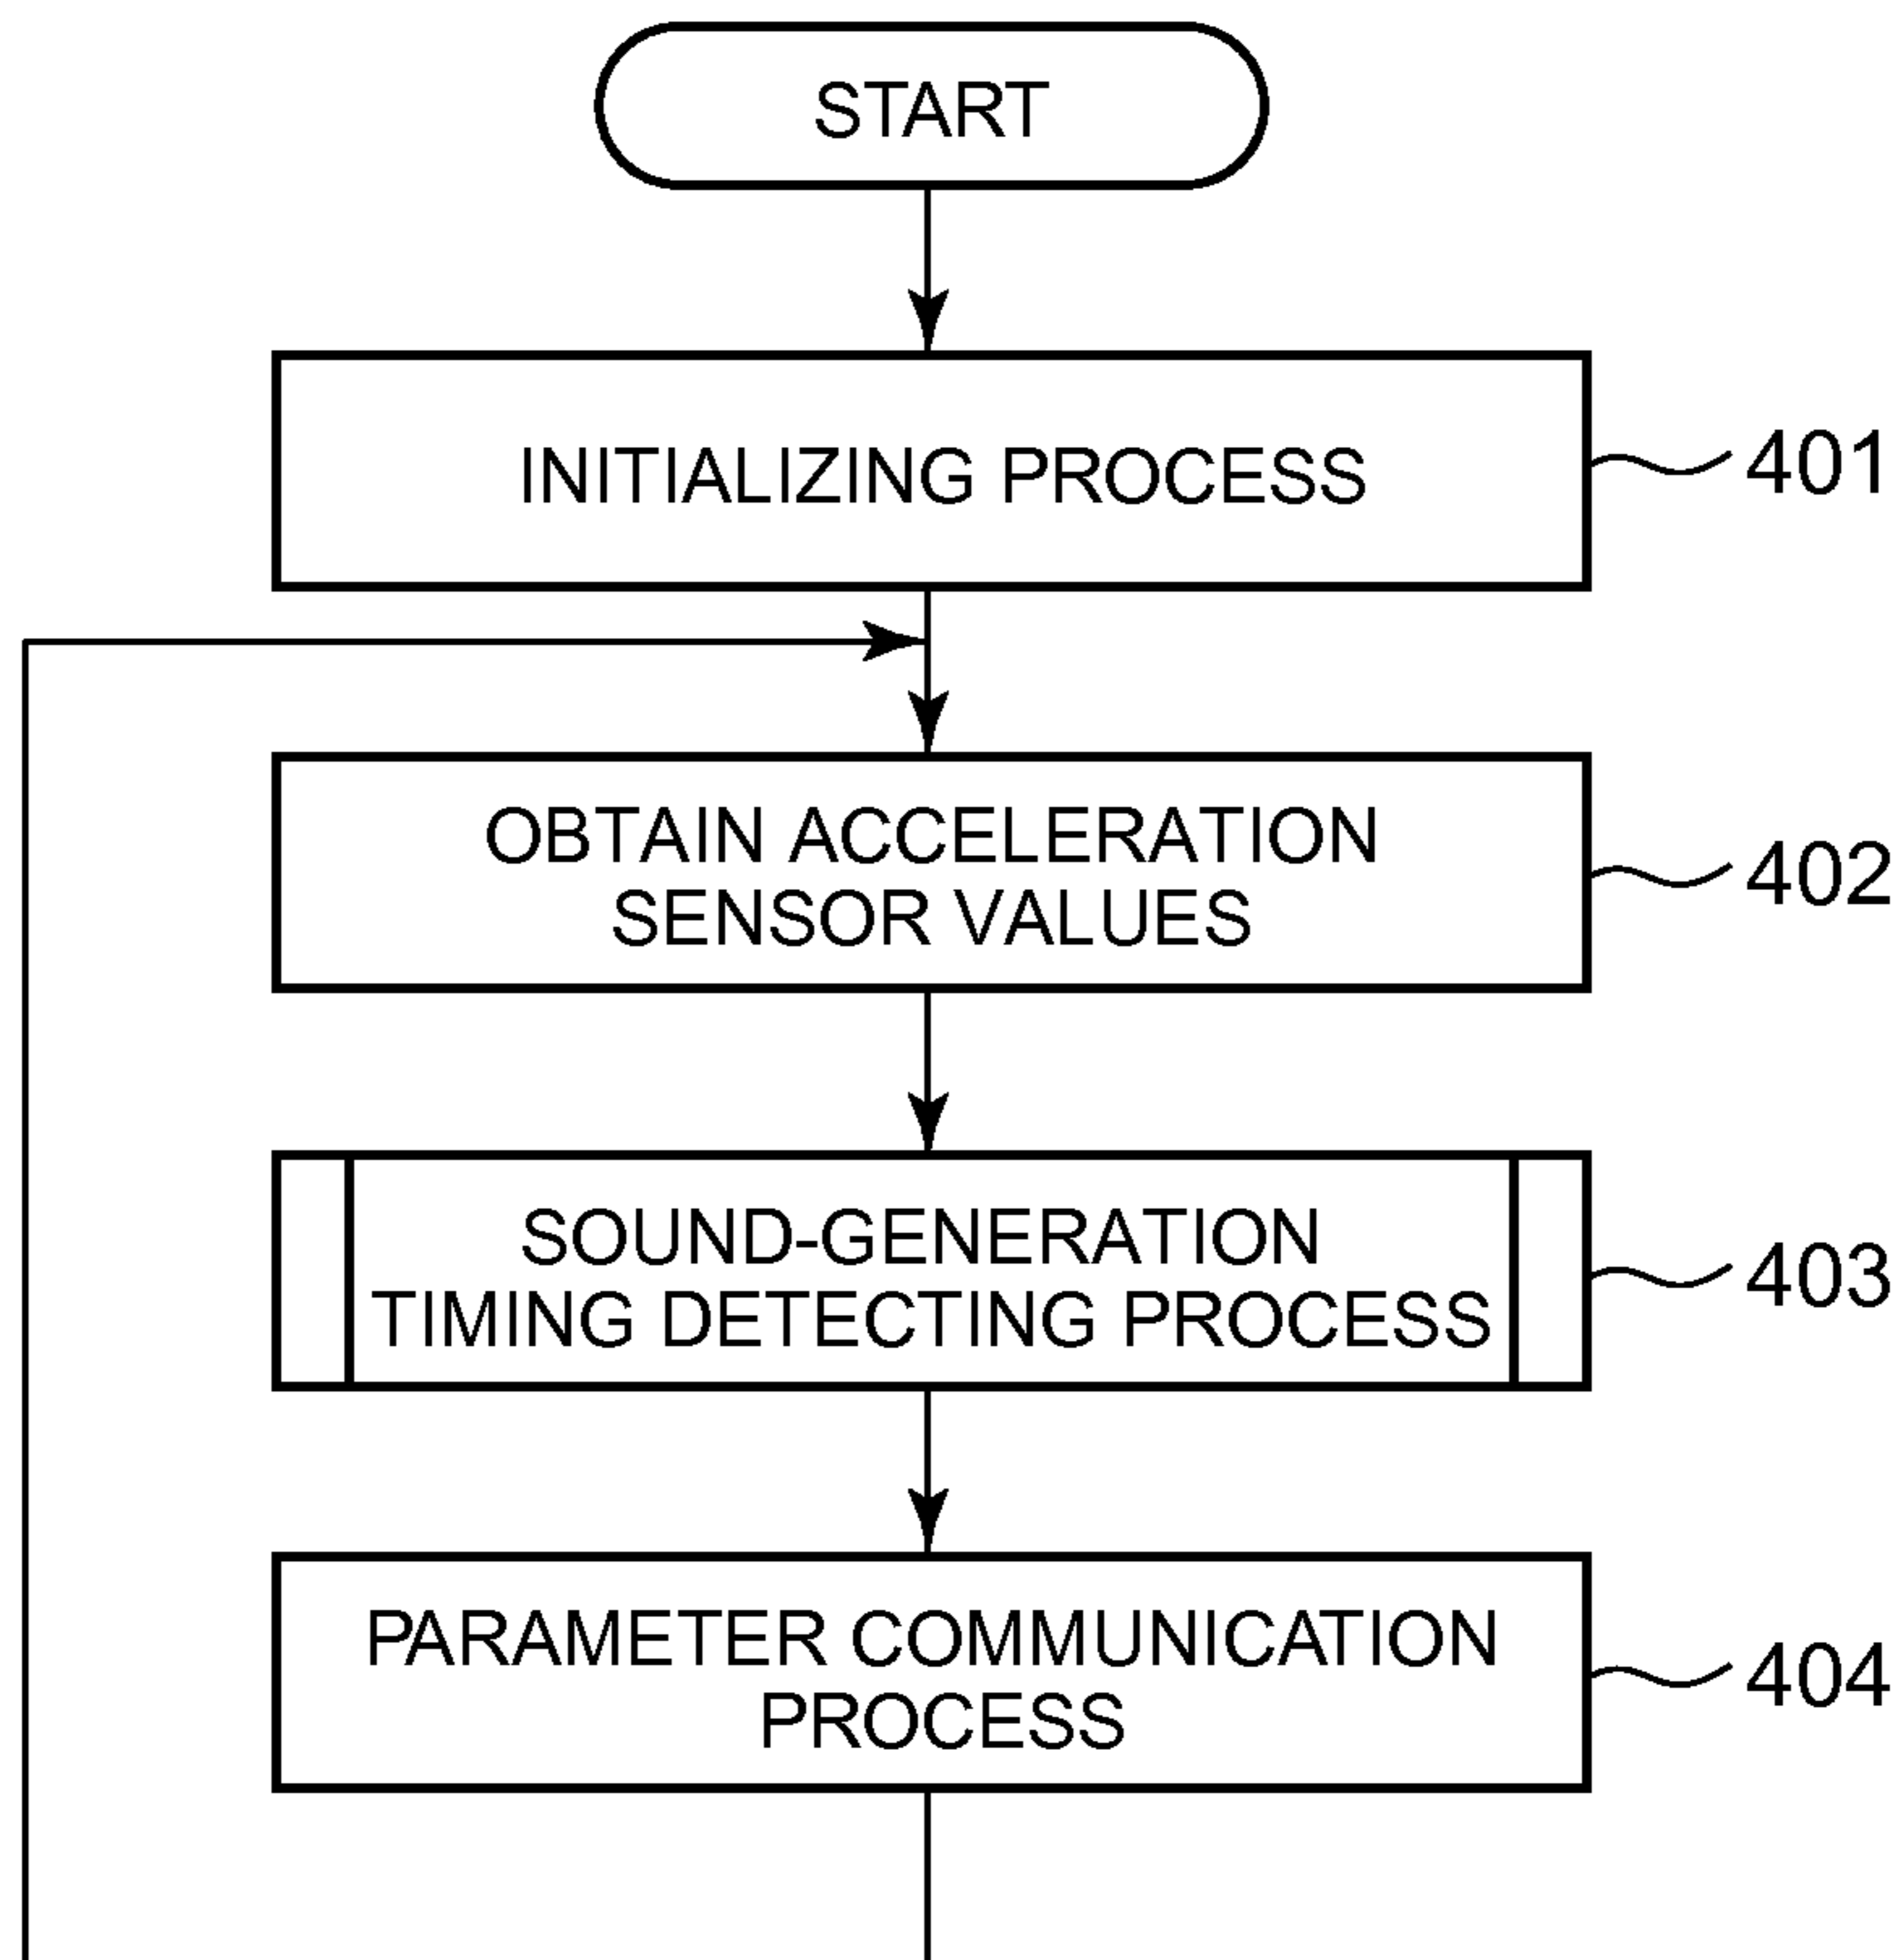 START
INITIALIZING PROCESS
401
OBTAIN ACCELERATION
SENSOR VALUES
402
SOUND-GENERATION
TIMING DETECTING PROCESS
403
PARAMETER COMMUNICATION
PROCESS
404